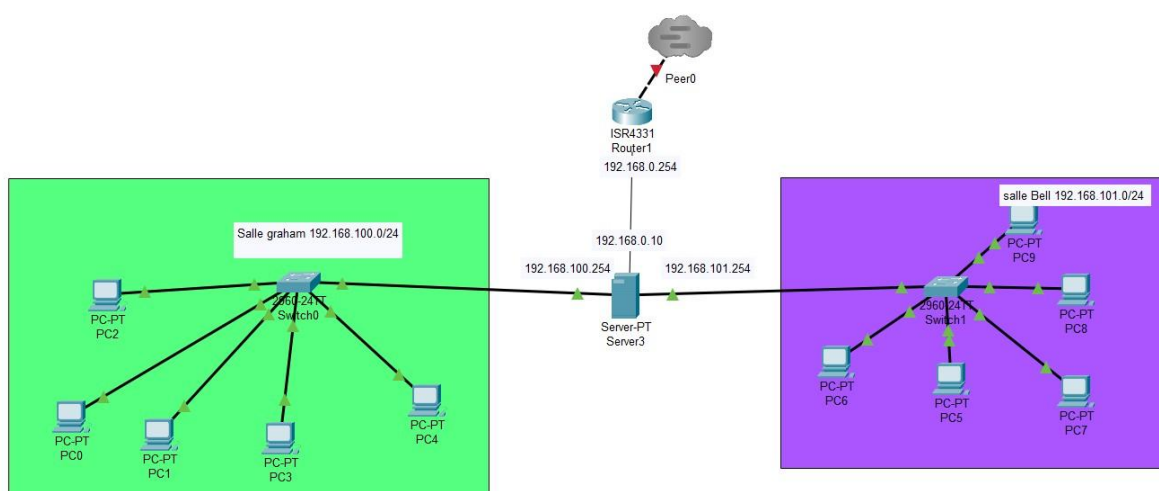 Peer0
ISR4331
Router1
192.168.0.254
Salle graham 192.168.100.0/24
salle Bell 192.168.101.0/24
192.168.0.10
192.168.100.254
192.168.101.254
Server-PT
Server3
2960-24TT
Switch0
PC-PT
PC2
PC-PT
PC0
PC-PT
PC1
PC-PT
PC3
PC-PT
PC4
2960-24TT
Switch1
PC-PT
PC9
PC-PT
PC8
PC-PT
PC6
PC-PT
PC5
PC-PT
PC7